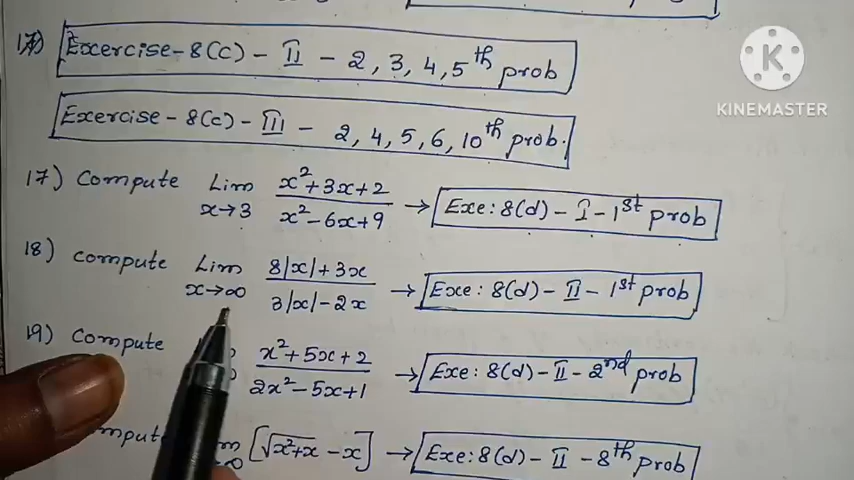 17) Exercise-8(c) - II - 2, 3, 4, 5th prob
KINEMASTER
Exercise-8(c) - III - 2, 4, 5, 6, 10th prob.
17) Compute Lim x→3 x²+3x+2 / x²-6x+9 → Exe: 8(d) - I - 1st prob
18) compute Lim x→∞ 8|x|+3x / 3|x|-2x → Exe: 8(d) - II - 1st prob
19) Compute x²+5x+2 / 2x²-5x+1 → Exe: 8(d) - II - 2nd prob
[√x²+x - x] → Exe: 8(d) - II - 8th prob